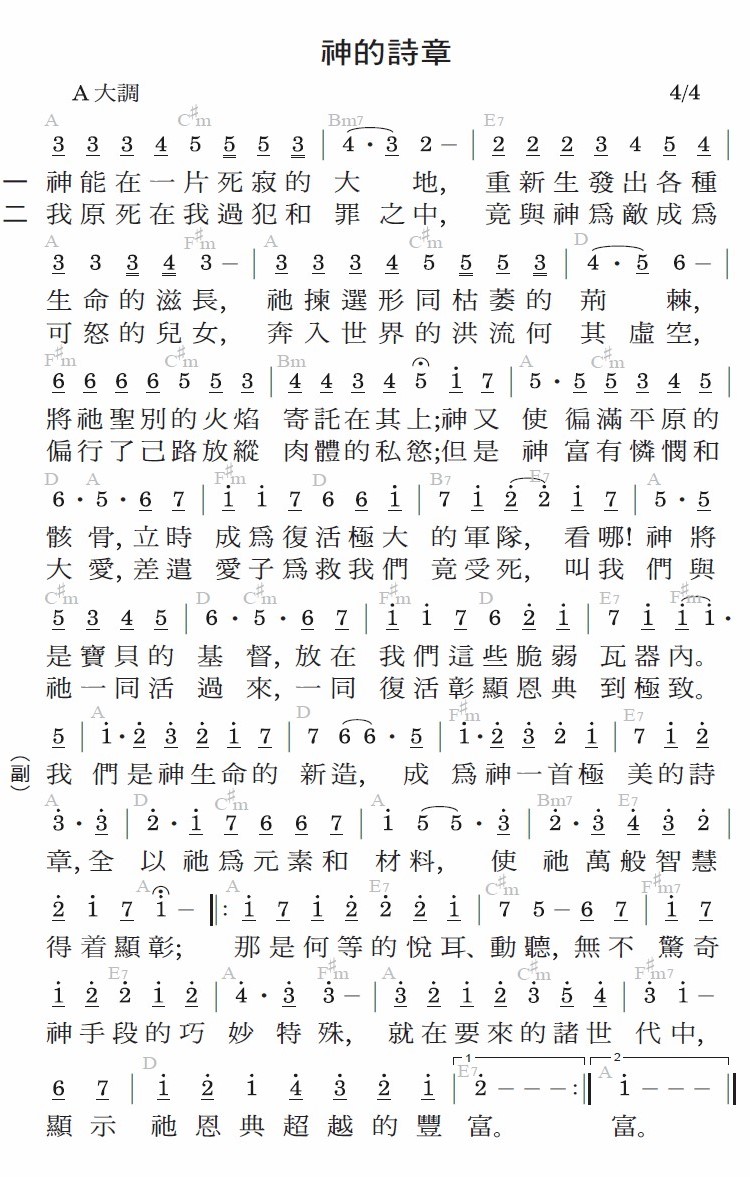 神的詩章
A 大調 4/4
A C♯m Bm7 E7
3 3 3 4 5 5 5 3 | 4 · 3 2 – | 2 2 2 3 4 5 4 |
一 神能在一片死寂的 大 地, 重新生發出各種
二 我原死在我過犯和 罪 之中, 竟與神爲敵成爲
A F♯m A C♯m D
3 3 3 4 3 – | 3 3 3 4 5 5 5 3 | 4 · 5 6 – |
生命的滋長, 祂揀選形同枯萎的 荊 棘,
可怒的兒女, 奔入世界的洪流何 其 虛空,
F♯m C♯m Bm A C♯m
6 6 6 6 5 5 3 | 4 4 3 4 5 i 7 | 5 · 5 5 3 4 5 |
將祂聖別的火焰 寄託在其上;神又 使 徧滿平原的
偏行了己路放縱 肉體的私慾;但是 神 富有憐憫和
D A F♯m D B7 E7 A
6 · 5 · 6 7 | i i 7 6 6 i | 7 i 2 2 i 7 | 5 · 5
骸 骨, 立時 成爲復活極大 的軍隊, 看哪! 神將
大 愛, 差遣 愛子爲救我們 竟受死, 叫我 們與
C♯m D C♯m F♯m D E7 F♯m
5 3 4 5 | 6 · 5 · 6 7 | i i 7 6 2 i | 7 i i i ·
是寶貝的 基 督, 放在 我們這些脆弱 瓦器內。
祂一同活 過 來, 一同 復活彰顯恩典 到極致。
A D F♯m E7
5 | i · 2 3 2 i 7 | 7 6 6 · 5 | i · 2 3 2 i | 7 i 2
（副） 我 們是神生命的 新造, 成 爲神一首極 美的詩
A D C♯m A Bm7 E7
3 · 3 | 2 · i 7 6 6 7 | i 5 5 · 3 | 2 · 3 4 3 2 |
章, 全 以 祂爲元素和 材料, 使 祂萬般智慧
A A E7 C♯m F♯m7
2 i 7 i – ‖: i 7 i 2 2 2 i | 7 5 – 6 7 | i 7
得着顯彰; 那是何等的悅耳、動聽, 無不 驚奇
E7 A F♯m A C♯m F♯m7
i 2 2 i 2 | 4 · 3 3 – | 3 2 i 2 3 5 4 | 3 i –
神手段的巧 妙特殊, 就在要來的諸世 代中,
D 1 E7 2 A
6 7 | i 2 i 4 3 2 i | 2 – – – :‖ i – – – ‖
顯示 祂恩典超越的豐 富。 富。